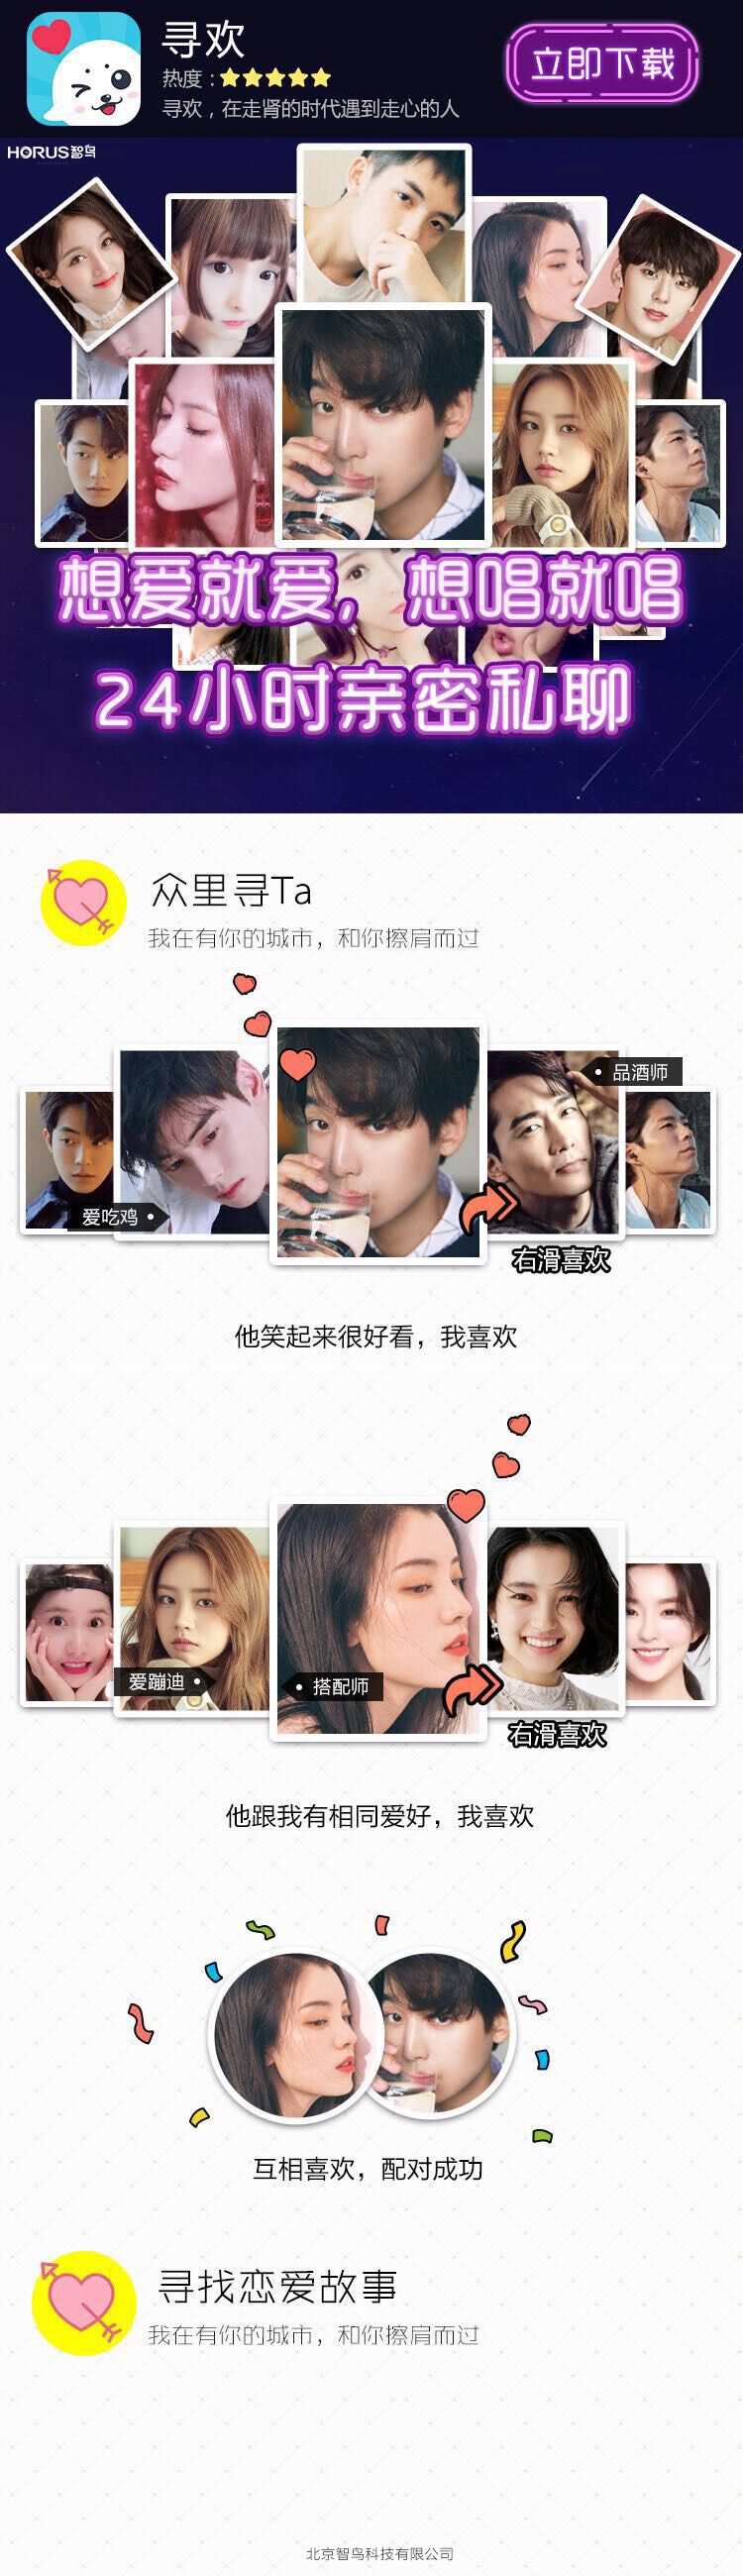 寻欢
热度：
寻欢，在走肾的时代遇到走心的人
立即下载
HORUS智鸟
想爱就爱，想唱就唱
24小时亲密私聊
众里寻Ta
我在有你的城市，和你擦肩而过
品酒师
爱吃鸡
右滑喜欢
他笑起来很好看，我喜欢
爱蹦迪
搭配师
右滑喜欢
他跟我有相同爱好，我喜欢
互相喜欢，配对成功
寻找恋爱故事
我在有你的城市，和你擦肩而过
北京智鸟科技有限公司